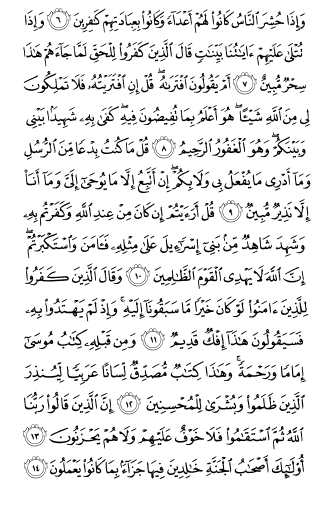 وَإِذَا حُشِرَ ٱلنَّاسُ كَانُوا۟ لَهُمْ أَعْدَآءً وَكَانُوا۟ بِعِبَادَتِهِمْ كَٰفِرِينَ ٦ وَإِذَا
تُتْلَىٰ عَلَيْهِمْ ءَايَٰتُنَا بَيِّنَٰتٍ قَالَ ٱلَّذِينَ كَفَرُوا۟ لِلْحَقِّ لَمَّا جَآءَهُمْ هَٰذَا
سِحْرٌ مُّبِينٌ ٧ أَمْ يَقُولُونَ ٱفْتَرَىٰهُ ۖ قُلْ إِنِ ٱفْتَرَيْتُهُۥ فَلَا تَمْلِكُونَ
لِى مِنَ ٱللَّهِ شَيْـًٔا ۖ هُوَ أَعْلَمُ بِمَا تُفِيضُونَ فِيهِ ۖ كَفَىٰ بِهِۦ شَهِيدًۢا بَيْنِى
وَبَيْنَكُمْ ۖ وَهُوَ ٱلْغَفُورُ ٱلرَّحِيمُ ٨ قُلْ مَا كُنتُ بِدْعًا مِّنَ ٱلرُّسُلِ
وَمَآ أَدْرِى مَا يُفْعَلُ بِى وَلَا بِكُمْ ۖ إِنْ أَتَّبِعُ إِلَّا مَا يُوحَىٰٓ إِلَىَّ وَمَآ أَنَا۠
إِلَّا نَذِيرٌ مُّبِينٌ ٩ قُلْ أَرَءَيْتُمْ إِن كَانَ مِنْ عِندِ ٱللَّهِ وَكَفَرْتُم بِهِۦ
وَشَهِدَ شَاهِدٌ مِّنۢ بَنِىٓ إِسْرَٰٓءِيلَ عَلَىٰ مِثْلِهِۦ فَـَٔامَنَ وَٱسْتَكْبَرْتُمْ ۖ
إِنَّ ٱللَّهَ لَا يَهْدِى ٱلْقَوْمَ ٱلظَّٰلِمِينَ ١٠ وَقَالَ ٱلَّذِينَ كَفَرُوا۟
لِلَّذِينَ ءَامَنُوا۟ لَوْ كَانَ خَيْرًا مَّا سَبَقُونَآ إِلَيْهِ ۚ وَإِذْ لَمْ يَهْتَدُوا۟ بِهِۦ
فَسَيَقُولُونَ هَٰذَآ إِفْكٌ قَدِيمٌ ١١ وَمِن قَبْلِهِۦ كِتَٰبُ مُوسَىٰٓ
إِمَامًا وَرَحْمَةً ۚ وَهَٰذَا كِتَٰبٌ مُّصَدِّقٌ لِّسَانًا عَرَبِيًّا لِّيُنذِرَ
ٱلَّذِينَ ظَلَمُوا۟ وَبُشْرَىٰ لِلْمُحْسِنِينَ ١٢ إِنَّ ٱلَّذِينَ قَالُوا۟ رَبُّنَا
ٱللَّهُ ثُمَّ ٱسْتَقَٰمُوا۟ فَلَا خَوْفٌ عَلَيْهِمْ وَلَا هُمْ يَحْزَنُونَ ١٣
أُو۟لَٰٓئِكَ أَصْحَٰبُ ٱلْجَنَّةِ خَٰلِدِينَ فِيهَا جَزَآءًۢ بِمَا كَانُوا۟ يَعْمَلُونَ ١٤